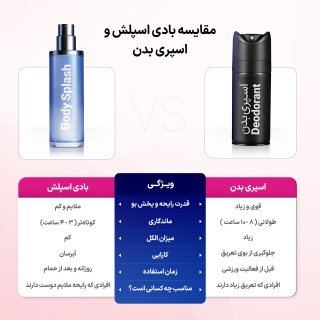 مقایسه بادی اسپلش و
اسپری بدن
Body Splash
VS
اسپری بدن
Deodorant
اسپری بدن
ویژگی
بادی اسپلش
قوی و زیاد
قدرت رایحه و پخش بو
ملایم و کم
طولانی ( ۸ -۱۰ ساعت )
ماندگاری
کوتاه‌تر ( ۳ - ۴ ساعت)
زیاد
میزان الکل
کم
جلوگیری از بوی تعریق
کارایی
آبرسان
قبل از فعالیت ورزشی
زمان استفاده
روزانه و بعد از حمام
افرادی که تعریق زیاد دارند
مناسب چه کسانی است؟
افرادی که رایحه ملایم دوست دارند